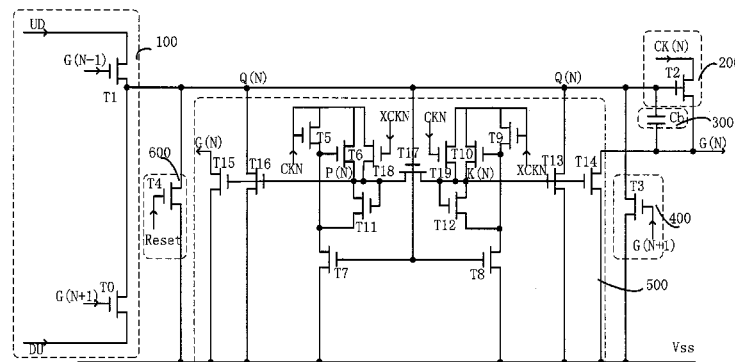 UD
G(N-1)
T1
100
Q(N)
Q(N)
CK(N)
T2
200
Cb
300
G(N)
G(N)
600
T15
T16
CKN
T5
T6
XCKN
T18
P(N)
T17
CKN
T19
T10
K(N)
T9
XCKN
T13
T14
T4
Reset
T11
T12
T3
400
G(N+1)
T7
T8
500
G(N+1)
T0
DU
Vss